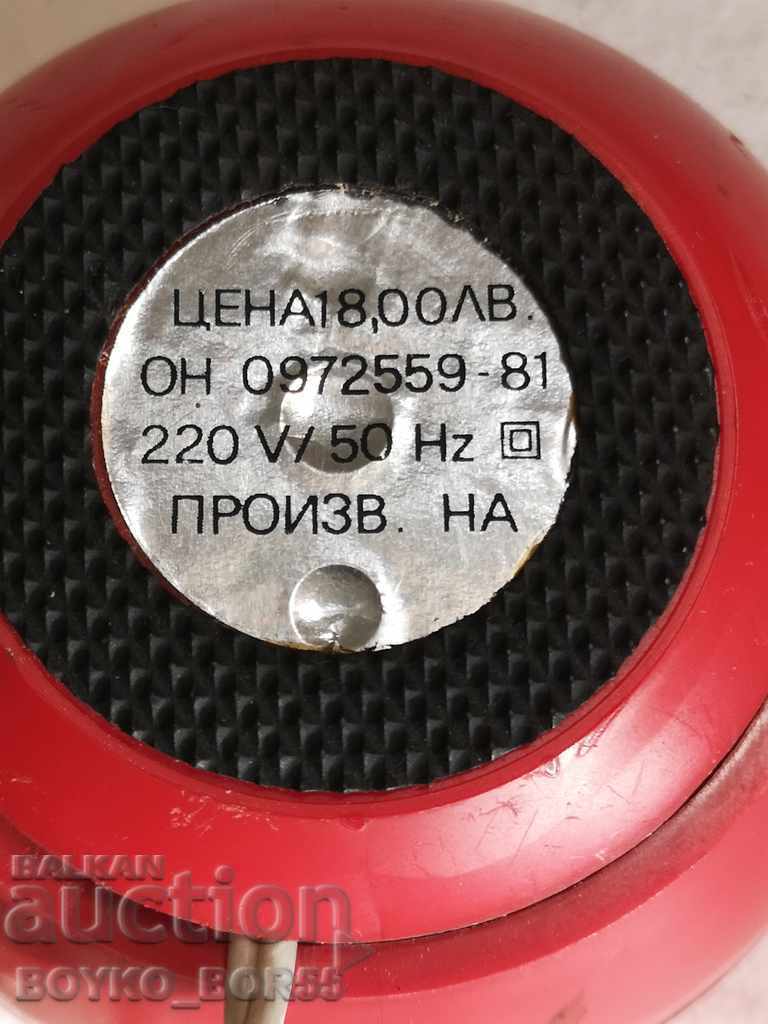 ЦЕНА18,00ЛВ.
ОН 0972559-81
220 V/ 50 Hz
ПРОИЗВ. НА
BALKAN
auction
BOYKO_BOR55